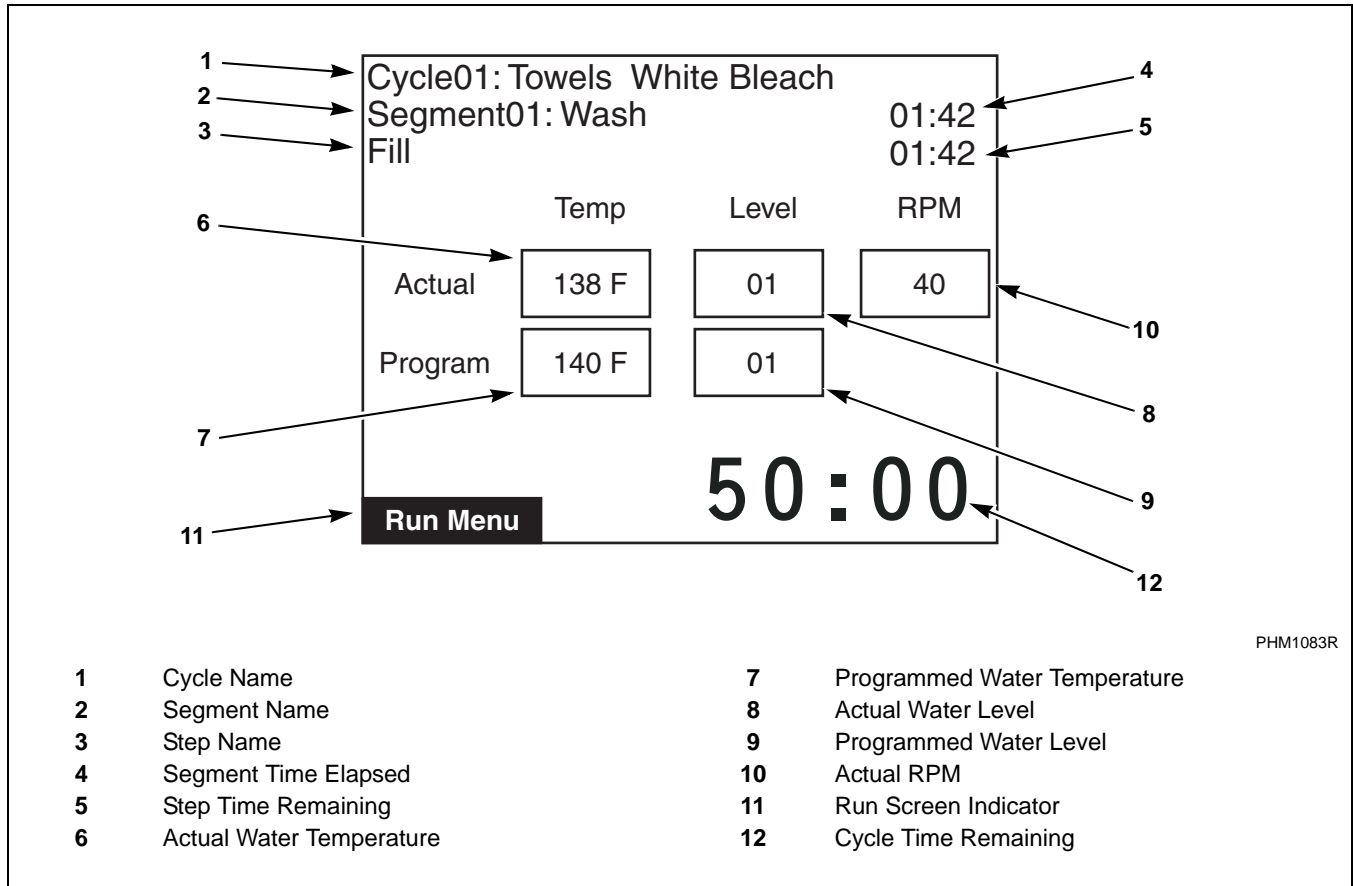 1
2
3
4
5
6
7
8
9
10
11
12
Cycle01: Towels White Bleach
Segment01: Wash 01:42
Fill 01:42
Temp Level RPM
Actual 138 F 01 40
Program 140 F 01
50:00
Run Menu
PHM1083R
1 Cycle Name
2 Segment Name
3 Step Name
4 Segment Time Elapsed
5 Step Time Remaining
6 Actual Water Temperature
7 Programmed Water Temperature
8 Actual Water Level
9 Programmed Water Level
10 Actual RPM
11 Run Screen Indicator
12 Cycle Time Remaining